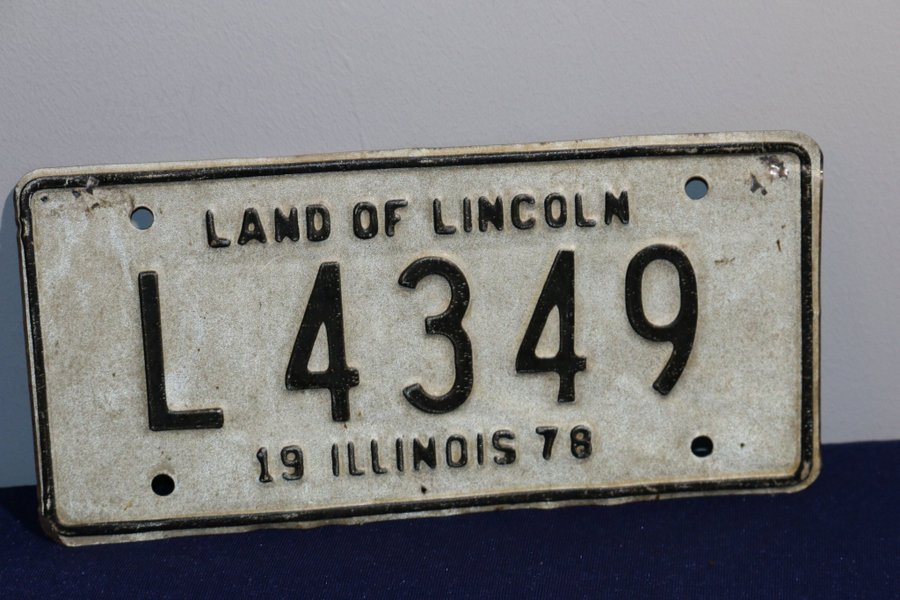 LAND OF LINCOLN
L 4349
19 ILLINOIS 78